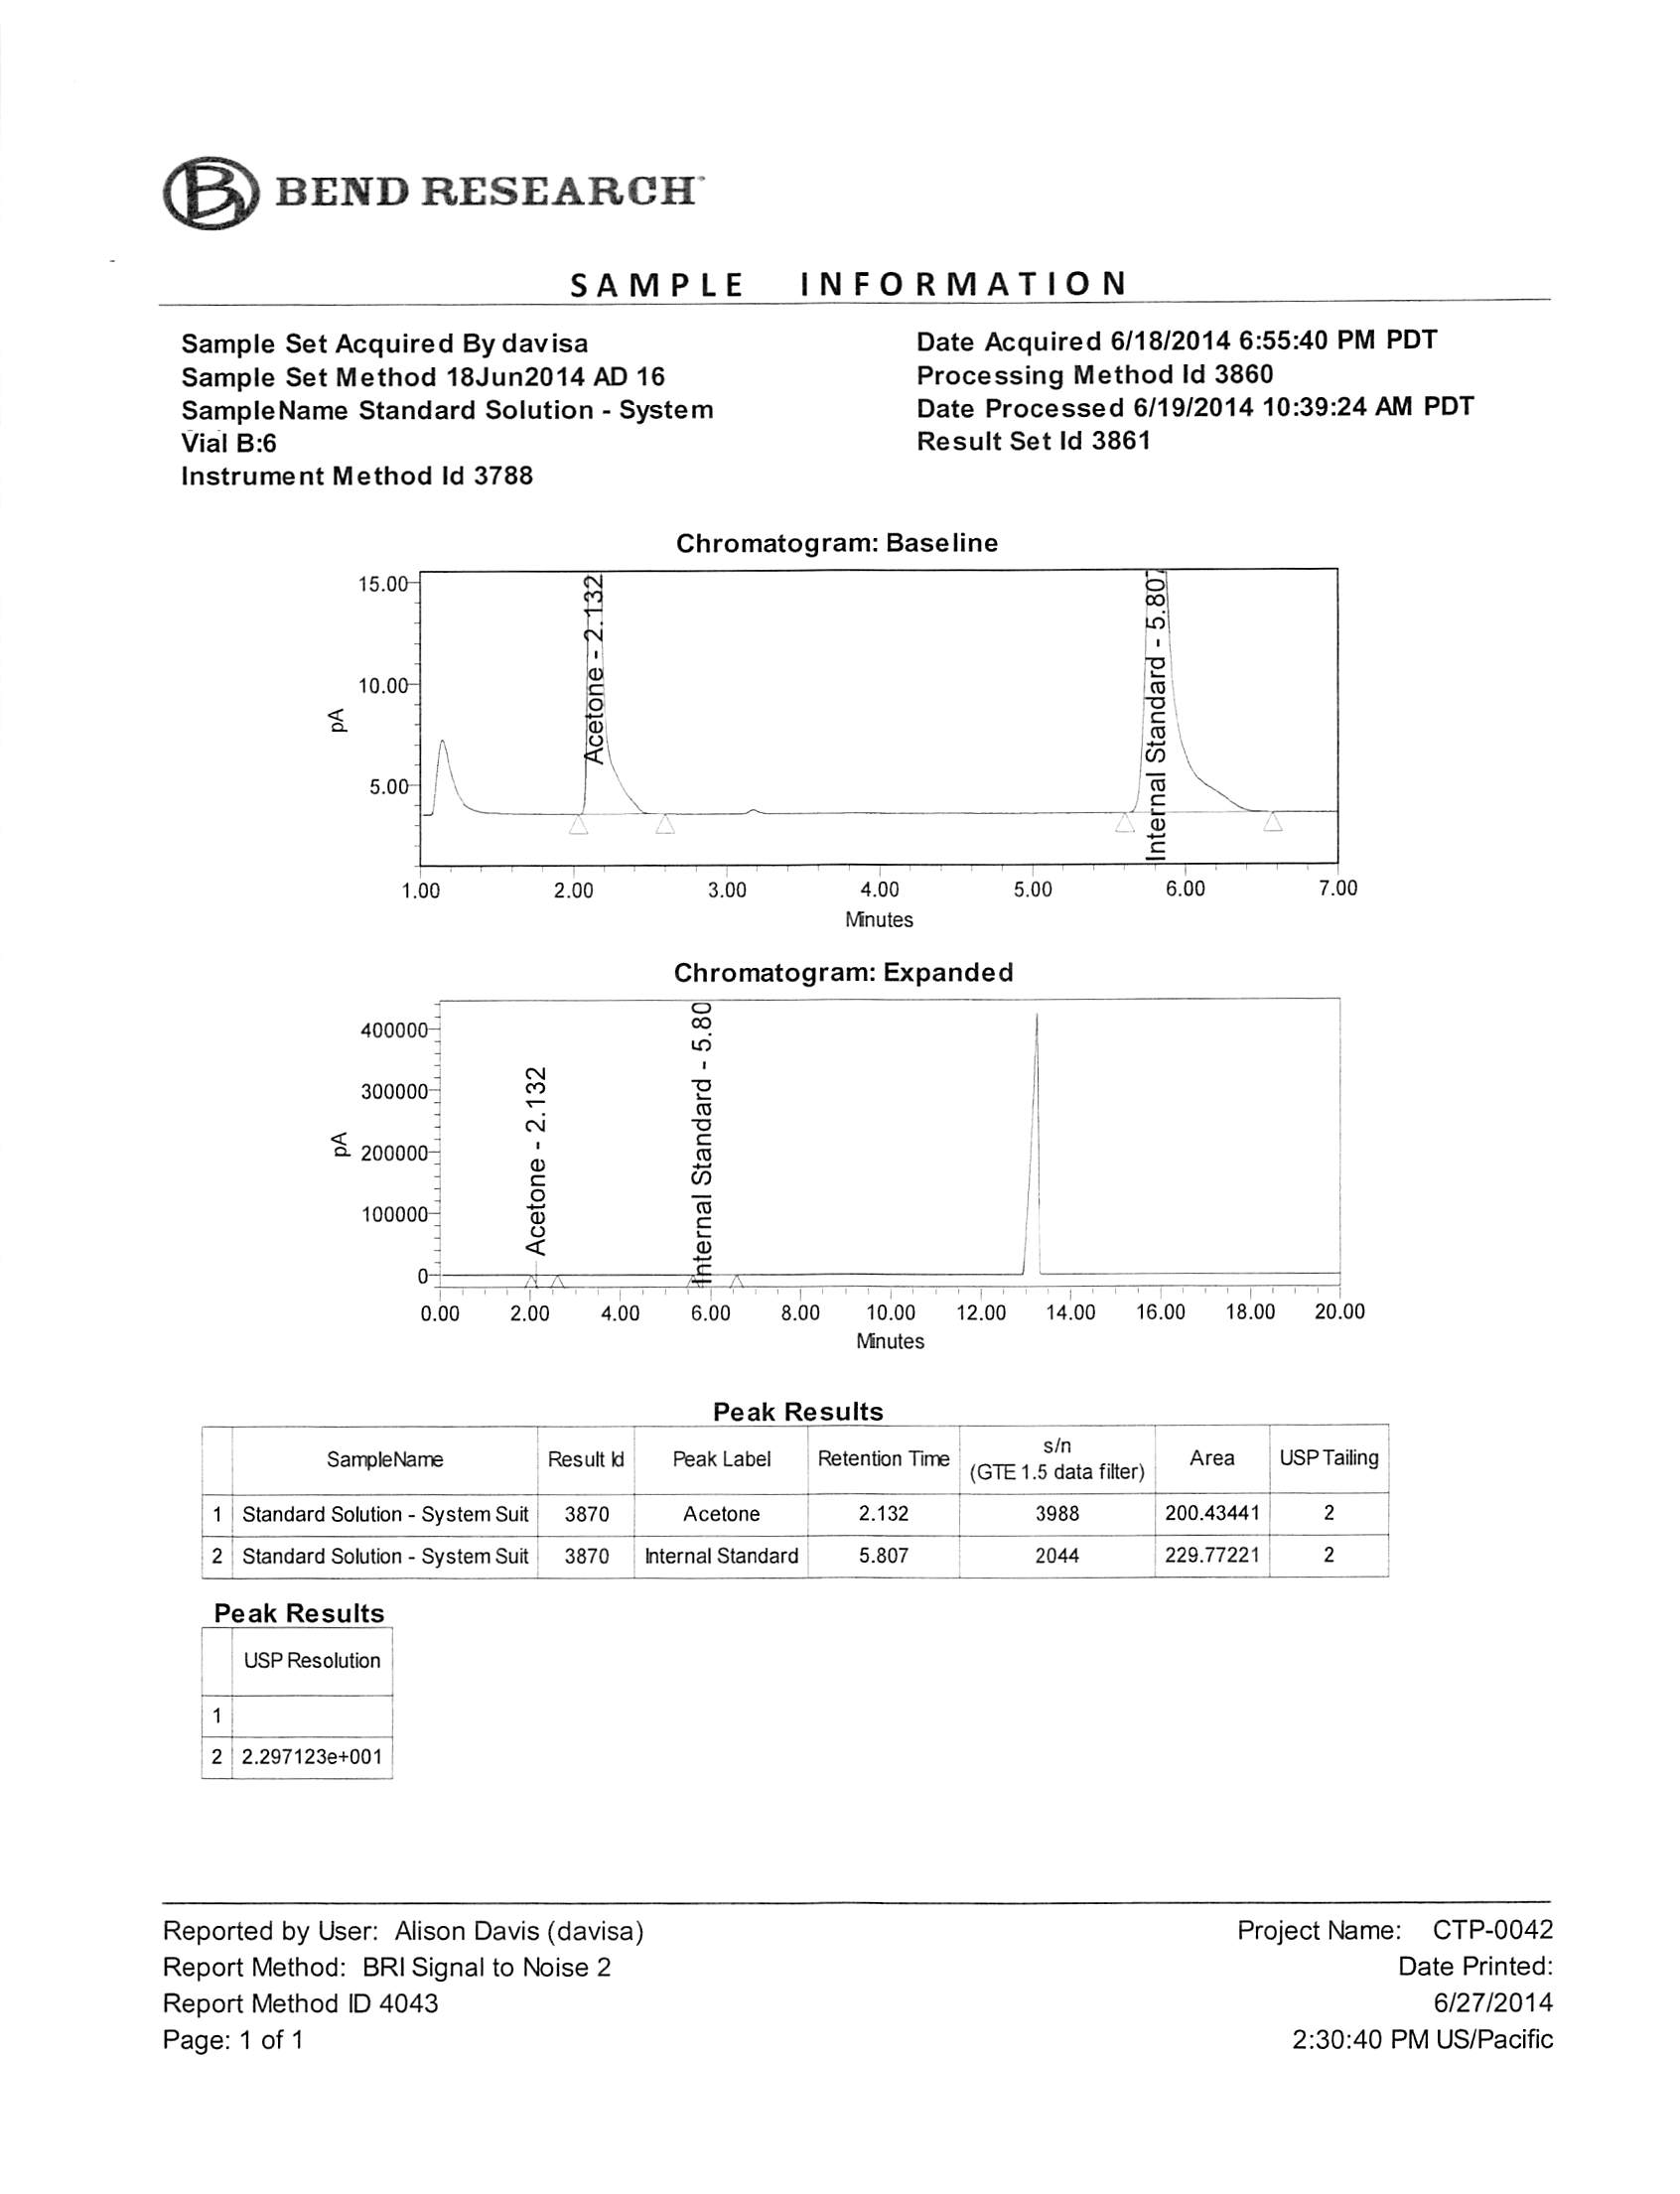 BEND RESEARCH
SAMPLE INFORMATION
Sample Set Acquired By davisa
Sample Set Method 18Jun2014 AD 16
SampleName Standard Solution - System
Vial B:6
Instrument Method Id 3788
Date Acquired 6/18/2014 6:55:40 PM PDT
Processing Method Id 3860
Date Processed 6/19/2014 10:39:24 AM PDT
Result Set Id 3861
Chromatogram: Baseline
pA
15.00
10.00
5.00
Acetone - 2.132
Internal Standard - 5.807
1.00 2.00 3.00 4.00 5.00 6.00 7.00
Minutes
Chromatogram: Expanded
pA
400000
300000
200000
100000
0
Acetone - 2.132
Internal Standard - 5.80
0.00 2.00 4.00 6.00 8.00 10.00 12.00 14.00 16.00 18.00 20.00
Minutes
Peak Results
SampleName Result Id Peak Label Retention Time s/n (GTE 1.5 data filter) Area USP Tailing
1 Standard Solution - System Suit 3870 Acetone 2.132 3988 200.43441 2
2 Standard Solution - System Suit 3870 Internal Standard 5.807 2044 229.77221 2
Peak Results
USP Resolution
1
2 2.297123e+001
Reported by User: Alison Davis (davisa)
Report Method: BRI Signal to Noise 2
Report Method ID 4043
Page: 1 of 1
Project Name: CTP-0042
Date Printed:
6/27/2014
2:30:40 PM US/Pacific